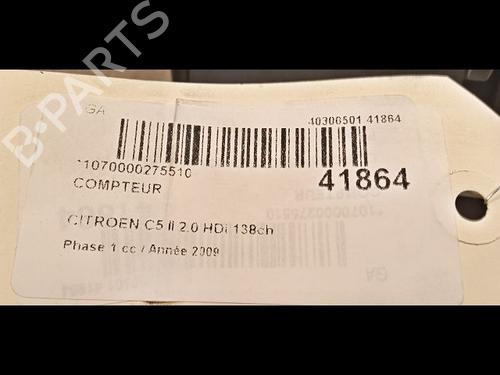 GA
40306501 41864
*1070000275510
COMPTEUR
41864
CITROEN C5 II 2.0 HDi 138ch
Phase 1 cc / Année 2009
B-PARTS
GA